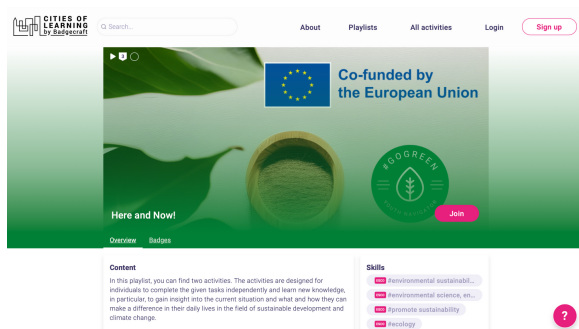 CITIES OF
LEARNING
by Badgecraft
Search...
About Playlists All activities Login Sign up
Co-funded by
the European Union
#GOGREEN
Here and Now!
Join
Overview Badges
Content
In this playlist, you can find two activities. The activities are designed for
individuals to complete the given tasks independently and learn new knowledge,
in particular, to gain insight into the current situation and what and how they can
make a difference in their daily lives in the field of sustainable development and
climate change.
Skills
#environmental sustainabil...
#environmental science, en...
#promote sustainability
#ecology
?